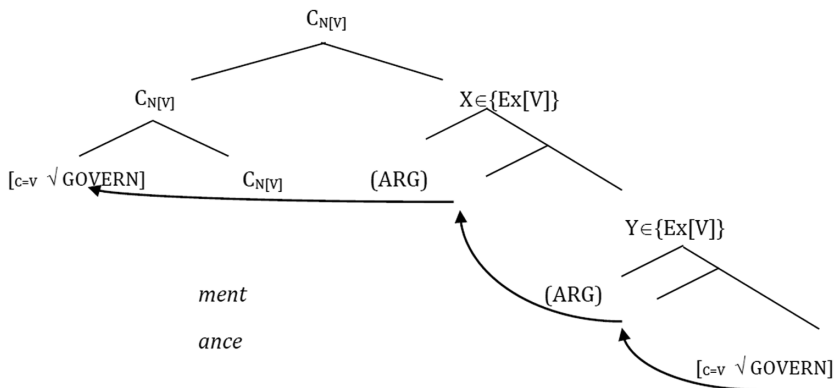 C_N[V]
C_N[V] X∈{Ex[V]}
[C=V √GOVERN] C_N[V] (ARG)
Y∈{Ex[V]}
ment (ARG)
ance
[C=V √GOVERN]